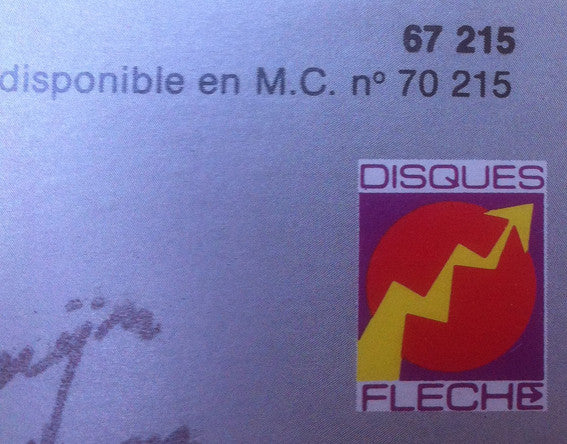 67 215
disponible en M.C. nº 70 215
DISQUES
FLECHE